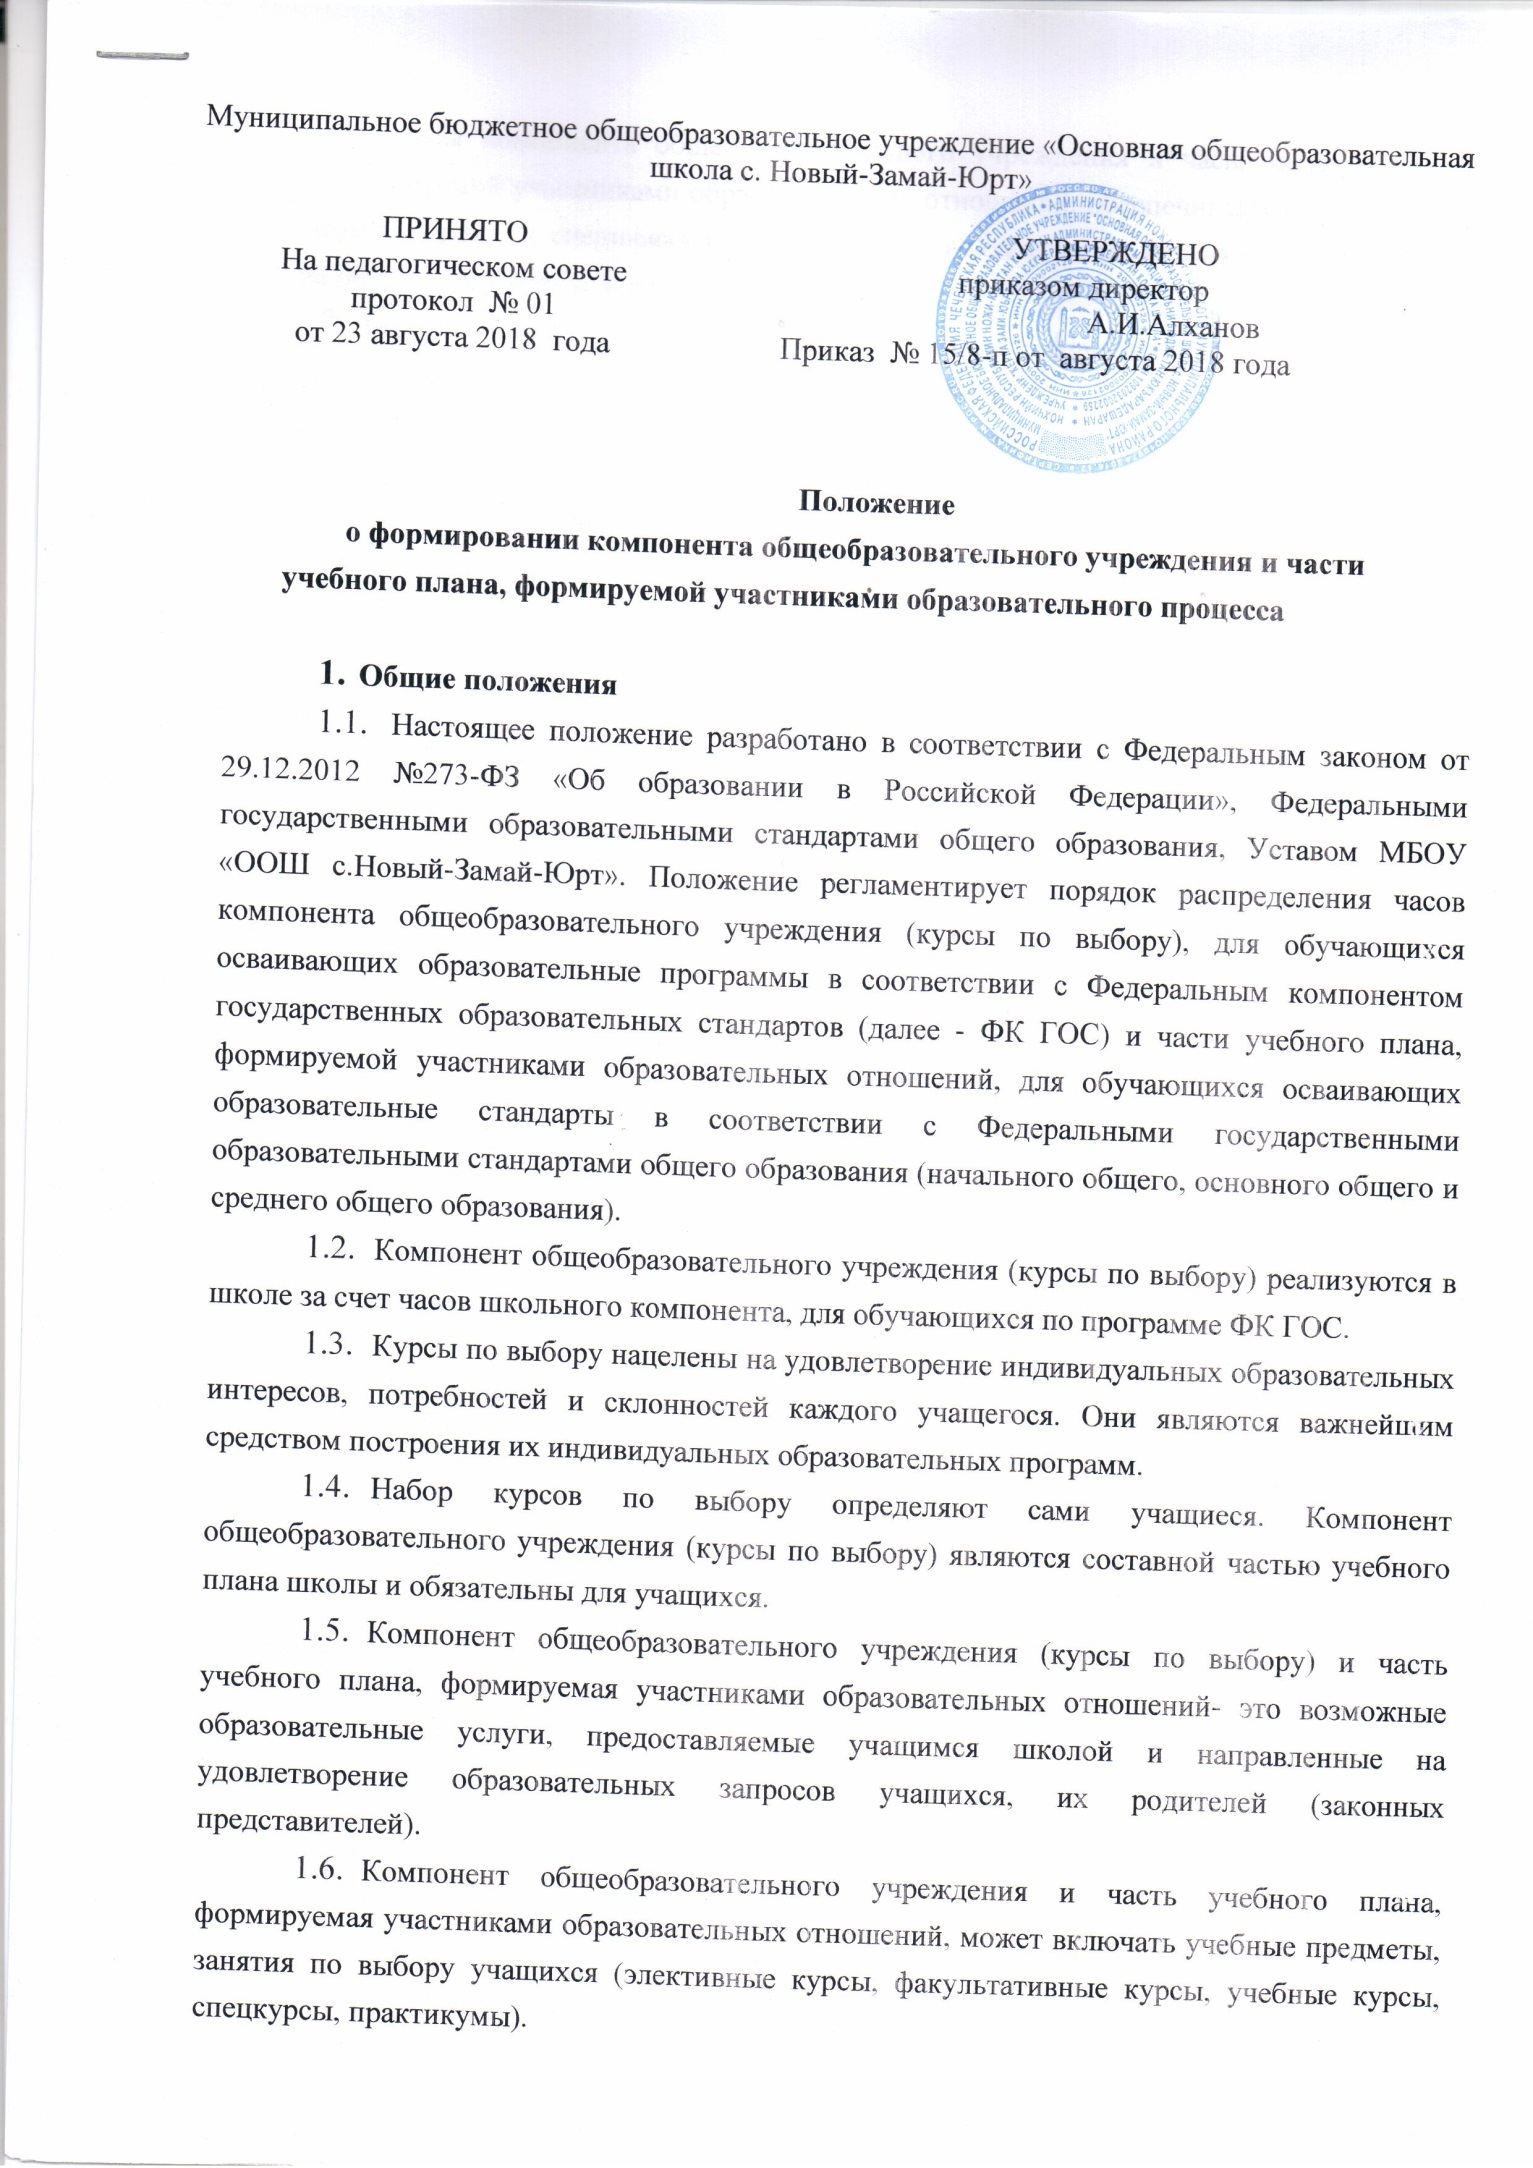 Муниципальное бюджетное общеобразовательное учреждение «Основная общеобразовательная
школа с. Новый-Замай-Юрт»
ПРИНЯТО
На педагогическом совете
протокол № 01
от 23 августа 2018 года
УТВЕРЖДЕНО
приказом директор
А.И.Алханов
Приказ № 15/8-п от августа 2018 года
Положение
о формировании компонента общеобразовательного учреждения и части
учебного плана, формируемой участниками образовательного процесса
1. Общие положения
1.1. Настоящее положение разработано в соответствии с Федеральным законом от
29.12.2012 №273-ФЗ «Об образовании в Российской Федерации», Федеральными
государственными образовательными стандартами общего образования, Уставом МБОУ
«ООШ с.Новый-Замай-Юрт». Положение регламентирует порядок распределения часов
компонента общеобразовательного учреждения (курсы по выбору), для обучающихся
осваивающих образовательные программы в соответствии с Федеральным компонентом
государственных образовательных стандартов (далее - ФК ГОС) и части учебного плана,
формируемой участниками образовательных отношений, для обучающихся осваивающих
образовательные стандарты в соответствии с Федеральными государственными
образовательными стандартами общего образования (начального общего, основного общего и
среднего общего образования).
1.2. Компонент общеобразовательного учреждения (курсы по выбору) реализуются в
школе за счет часов школьного компонента, для обучающихся по программе ФК ГОС.
1.3. Курсы по выбору нацелены на удовлетворение индивидуальных образовательных
интересов, потребностей и склонностей каждого учащегося. Они являются важнейшим
средством построения их индивидуальных образовательных программ.
1.4. Набор курсов по выбору определяют сами учащиеся. Компонент
общеобразовательного учреждения (курсы по выбору) являются составной частью учебного
плана школы и обязательны для учащихся.
1.5. Компонент общеобразовательного учреждения (курсы по выбору) и часть
учебного плана, формируемая участниками образовательных отношений- это возможные
образовательные услуги, предоставляемые учащимся школой и направленные на
удовлетворение образовательных запросов учащихся, их родителей (законных
представителей).
1.6. Компонент общеобразовательного учреждения и часть учебного плана,
формируемая участниками образовательных отношений, может включать учебные предметы,
занятия по выбору учащихся (элективные курсы, факультативные курсы, учебные курсы,
спецкурсы, практикумы).